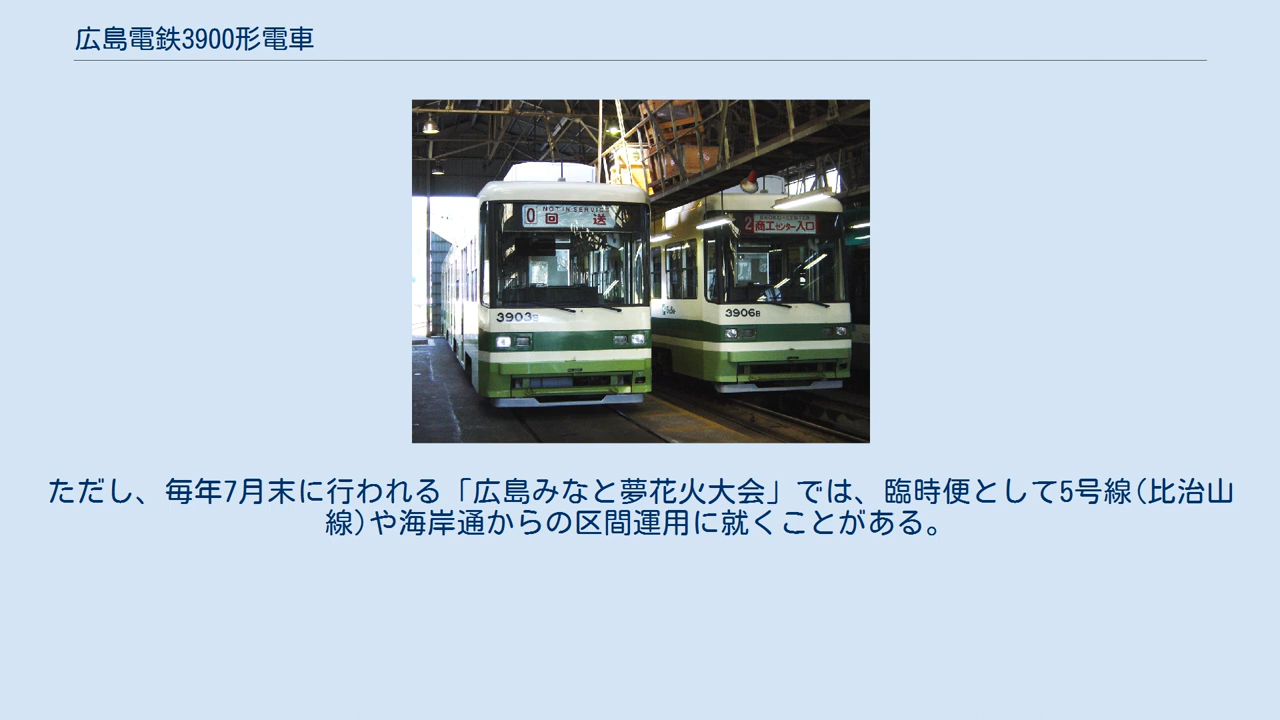 広島電鉄3900形電車
0 NOT IN SERVICE
回送
2 商工センター入口
3903B
3906B
ただし、毎年7月末に行われる「広島みなと夢花火大会」では、臨時便として5号線(比治山
線)や海岸通からの区間運用に就くことがある。